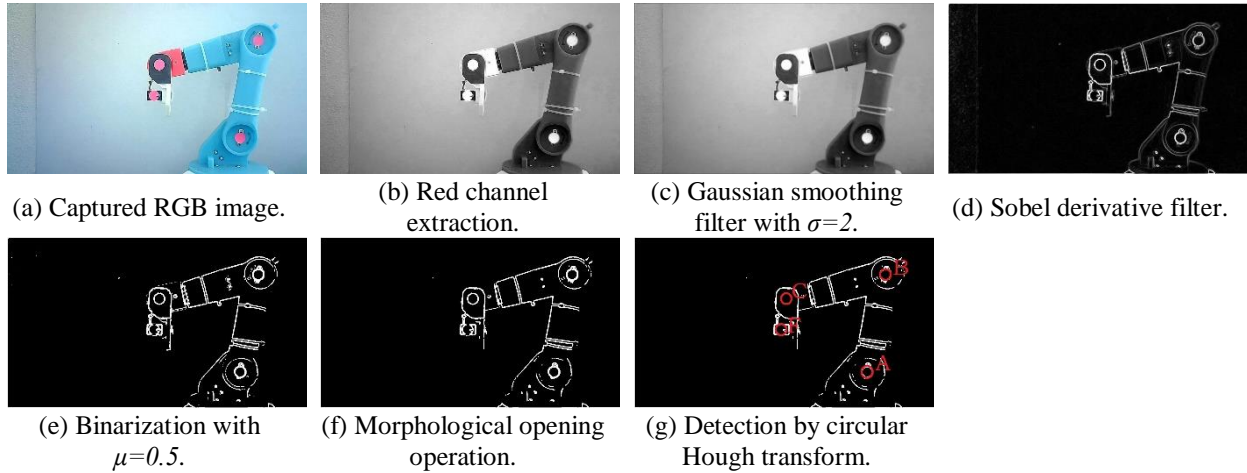 (a) Captured RGB image.
(b) Red channel
extraction.
(c) Gaussian smoothing
filter with σ=2.
(d) Sobel derivative filter.
B
C
F
A
(e) Binarization with
μ=0.5.
(f) Morphological opening
operation.
(g) Detection by circular
Hough transform.